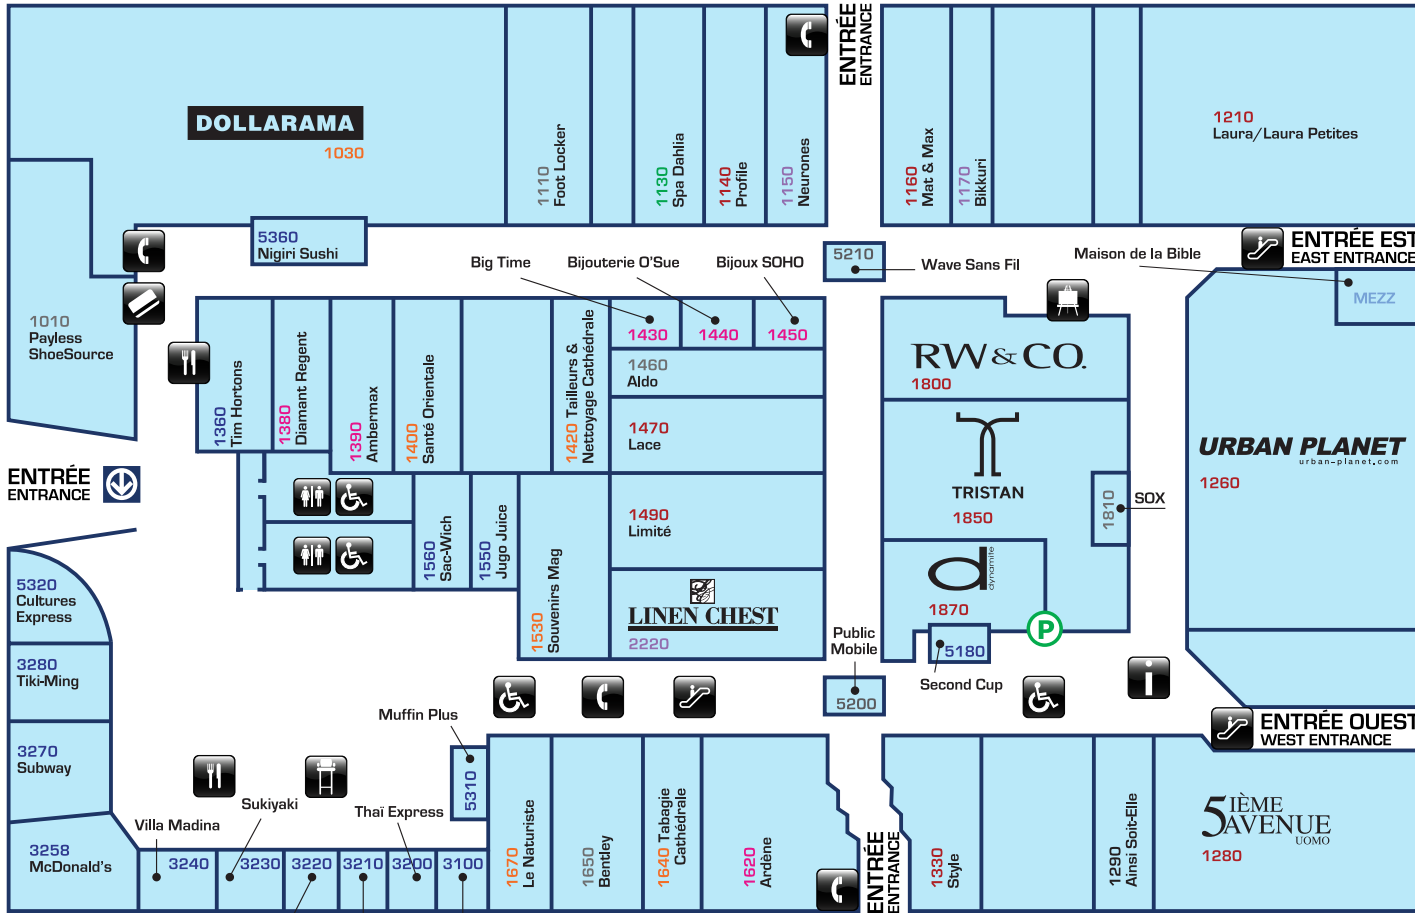 ENTRÉE
ENTRANCE
DOLLARAMA
1030
1110
Foot Locker
1130
Spa Dahlia
1140
Profile
1150
Neurones
1160
Mat & Max
1170
Bikkuri
1210
Laura/Laura Petites
5360
Nigiri Sushi
5210
Wave Sans Fil
Maison de la Bible
ENTRÉE EST
EAST ENTRANCE
MEZZ
Big Time
Bijouterie O'Sue
Bijoux SOHO
1430
1440
1450
1010
Payless
ShoeSource
1360
Tim Hortons
1380
Diamant Regent
1390
Ambermax
1400
Santé Orientale
1420 Tailleurs &
Nettoyage Cathédrale
1460
Aldo
1470
Lace
1490
Limité
RW & CO.
1800
TRISTAN
1850
1810
SOX
URBAN PLANET
urban-planet.com
1260
ENTRÉE
ENTRANCE
1560
Sac-Wich
1550
Jugo Juice
1530
Souvenirs Mag
LINEN CHEST
2220
d
dynamite
1870
P
5180
Second Cup
Public
Mobile
5200
i
5320
Cultures
Express
3280
Tiki-Ming
3270
Subway
3258
McDonald's
Muffin Plus
5310
ENTRÉE OUEST
WEST ENTRANCE
Villa Madina
Sukiyaki
Thaï Express
3240
3230
3220
3210
3200
3100
1670
Le Naturiste
1650
Bentley
1640 Tabagie
Cathédrale
1620
Ardène
ENTRÉE
ENTRANCE
1330
Style
1290
Ainsi Soit-Elle
5IÈME
AVENUE
UOMO
1280